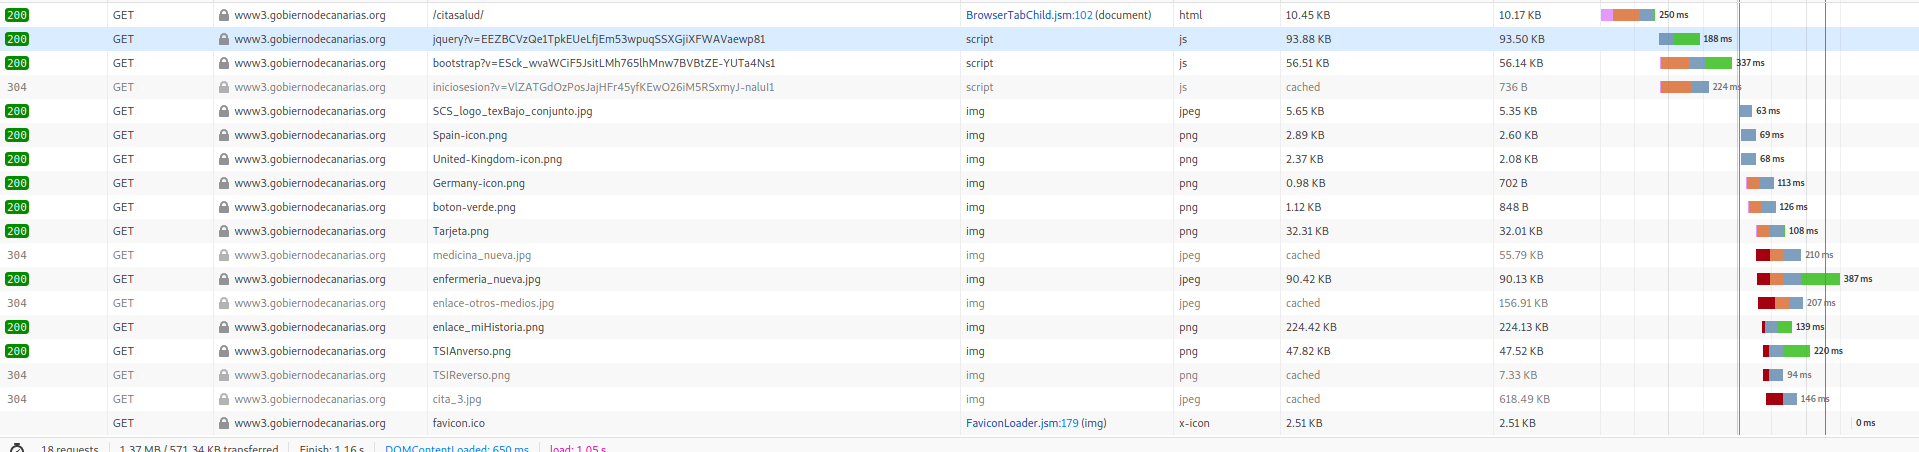 200 GET www3.gobiernodecanarias.org /citasalud/ BrowserTabChild.jsm:102 (document) html 10.45 KB 10.17 KB 250 ms
200 GET www3.gobiernodecanarias.org jquery?v=EEZBCVzQe1TpkEUeLfjEm53wpuqSSXGjiXFWAVaewp81 script js 93.88 KB 93.50 KB 188 ms
200 GET www3.gobiernodecanarias.org bootstrap?v=ESck_wvaWCiF5JsitLMh765lhMnw7BVBtZE-YUTa4Ns1 script js 56.51 KB 56.14 KB 337 ms
304 GET www3.gobiernodecanarias.org iniciosesion?v=VlZATGdOzPosJajHFr45yfKEwO26iM5RSxmyJ-naluI1 script js cached 736 B 224 ms
200 GET www3.gobiernodecanarias.org SCS_logo_texBajo_conjunto.jpg img jpeg 5.65 KB 5.35 KB 63 ms
200 GET www3.gobiernodecanarias.org Spain-icon.png img png 2.89 KB 2.60 KB 69 ms
200 GET www3.gobiernodecanarias.org United-Kingdom-icon.png img png 2.37 KB 2.08 KB 68 ms
200 GET www3.gobiernodecanarias.org Germany-icon.png img png 0.98 KB 702 B 113 ms
200 GET www3.gobiernodecanarias.org boton-verde.png img png 1.12 KB 848 B 126 ms
200 GET www3.gobiernodecanarias.org Tarjeta.png img png 32.31 KB 32.01 KB 108 ms
304 GET www3.gobiernodecanarias.org medicina_nueva.jpg img jpeg cached 55.79 KB 210 ms
200 GET www3.gobiernodecanarias.org enfermeria_nueva.jpg img jpeg 90.42 KB 90.13 KB 387 ms
304 GET www3.gobiernodecanarias.org enlace-otros-medios.jpg img jpeg cached 156.91 KB 207 ms
200 GET www3.gobiernodecanarias.org enlace_miHistoria.png img png 224.42 KB 224.13 KB 139 ms
200 GET www3.gobiernodecanarias.org TSIAnverso.png img png 47.82 KB 47.52 KB 220 ms
304 GET www3.gobiernodecanarias.org TSIReverso.png img png cached 7.33 KB 94 ms
304 GET www3.gobiernodecanarias.org cita_3.jpg img jpeg cached 618.49 KB 146 ms
GET www3.gobiernodecanarias.org favicon.ico FaviconLoader.jsm:179 (img) x-icon 2.51 KB 2.51 KB 0 ms
18 requests 1.37 MB / 571.34 KB transferred Finish: 1.16 s DOMContentLoaded: 650 ms load: 1.05 s